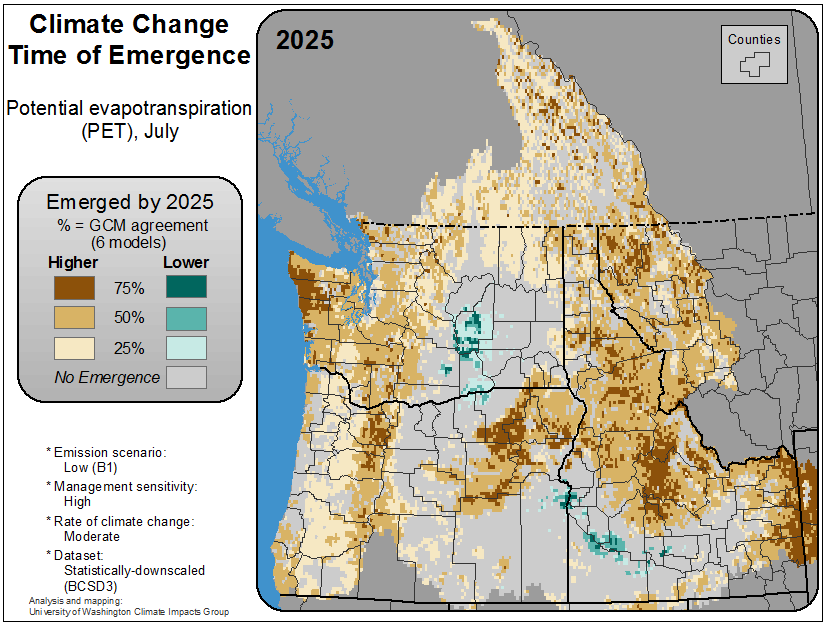 Climate Change
Time of Emergence
Potential evapotranspiration
(PET), July
Emerged by 2025
% = GCM agreement
(6 models)
Higher Lower
75%
50%
25%
No Emergence
* Emission scenario:
Low (B1)
* Management sensitivity:
High
* Rate of climate change:
Moderate
* Dataset:
Statistically-downscaled
(BCSD3)
Analysis and mapping:
University of Washington Climate Impacts Group
2025
Counties